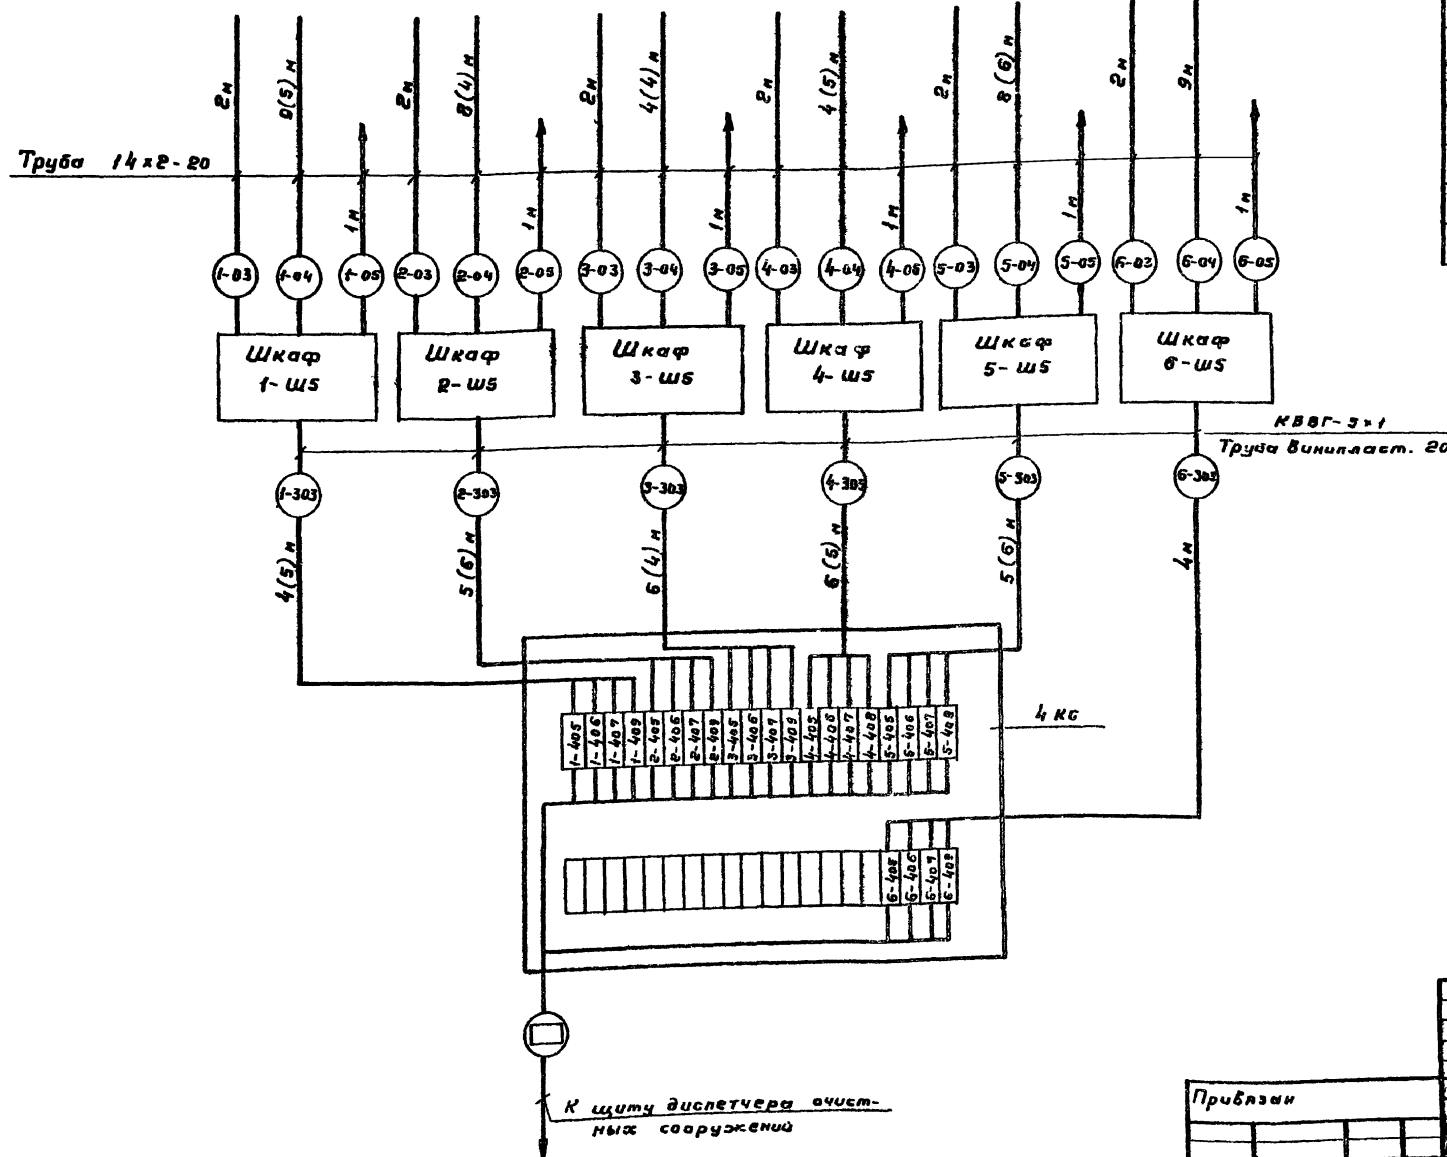 2м 9(5)м 2м 8(4)м 2м 4(4)м 2м 4(5)м 2м 8(6)м 2м 9м
Труба 14×2-20
1м 1м 1м 1м 1м 1м
1-03 1-04 1-05 2-03 2-04 2-05 3-03 3-04 3-05 4-03 4-04 4-05 5-03 5-04 5-05 6-03 6-04 6-05
Шкаф Шкаф Шкаф Шкаф Шкаф Шкаф
1-Ш5 2-Ш5 3-Ш5 4-Ш5 5-Ш5 6-Ш5
Труба винипласт. 20
1-303 2-303 3-303 4-303 5-303 6-303
4(5)м 5(6)м 6(4)м 6(5)м 5(6)м 4м
4 КС
1-405 1-406 1-407 1-409 2-405 2-406 2-407 2-409 3-405 3-406 3-407 3-409 4-405 4-406 4-407 4-408 5-405 5-406 5-407
6-405 6-406 6-407
К щиту диспетчера очист-
ных сооружений
Привязан